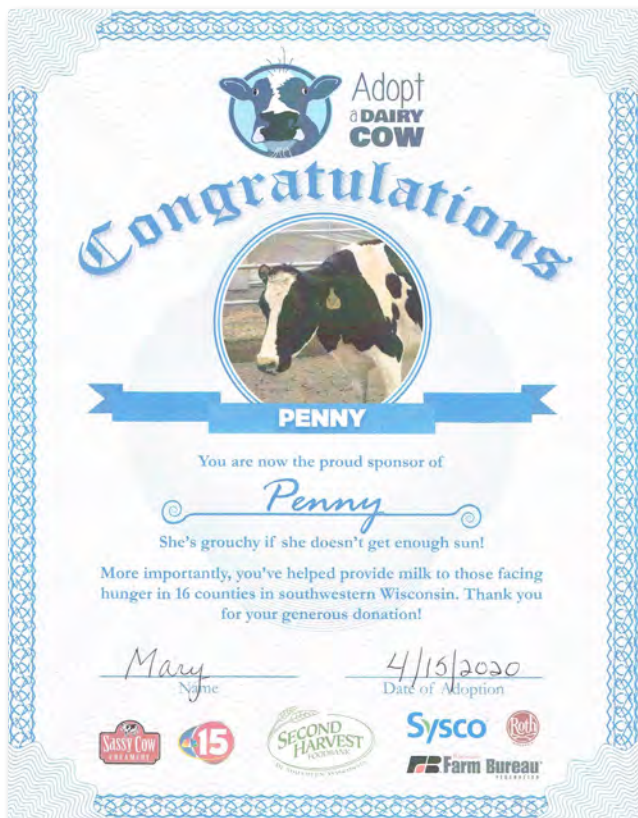 Adopt
a DAIRY
COW
Congratulations
PENNY
You are now the proud sponsor of
Penny
She's grouchy if she doesn't get enough sun!
More importantly, you've helped provide milk to those facing
hunger in 16 counties in southwestern Wisconsin. Thank you
for your generous donation!
Mary
Name
4/15/2020
Date of Adoption
Sassy Cow
CREAMERY
15
SECOND
HARVEST
FOODBANK
Sysco
Roth
Farm Bureau
FEDERATION